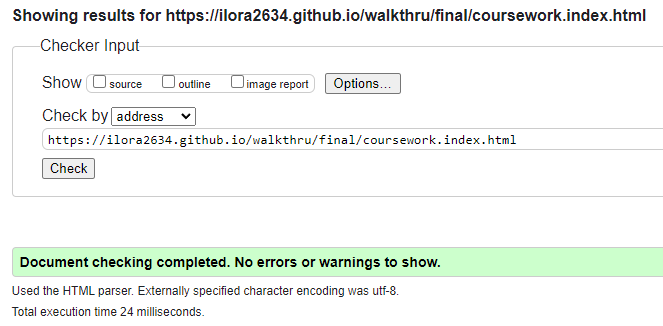 Showing results for https://ilora2634.github.io/walkthru/final/coursework.index.html
Checker Input
Show source outline image report Options...
Check by address
https://ilora2634.github.io/walkthru/final/coursework.index.html
Check
Document checking completed. No errors or warnings to show.
Used the HTML parser. Externally specified character encoding was utf-8.
Total execution time 24 milliseconds.